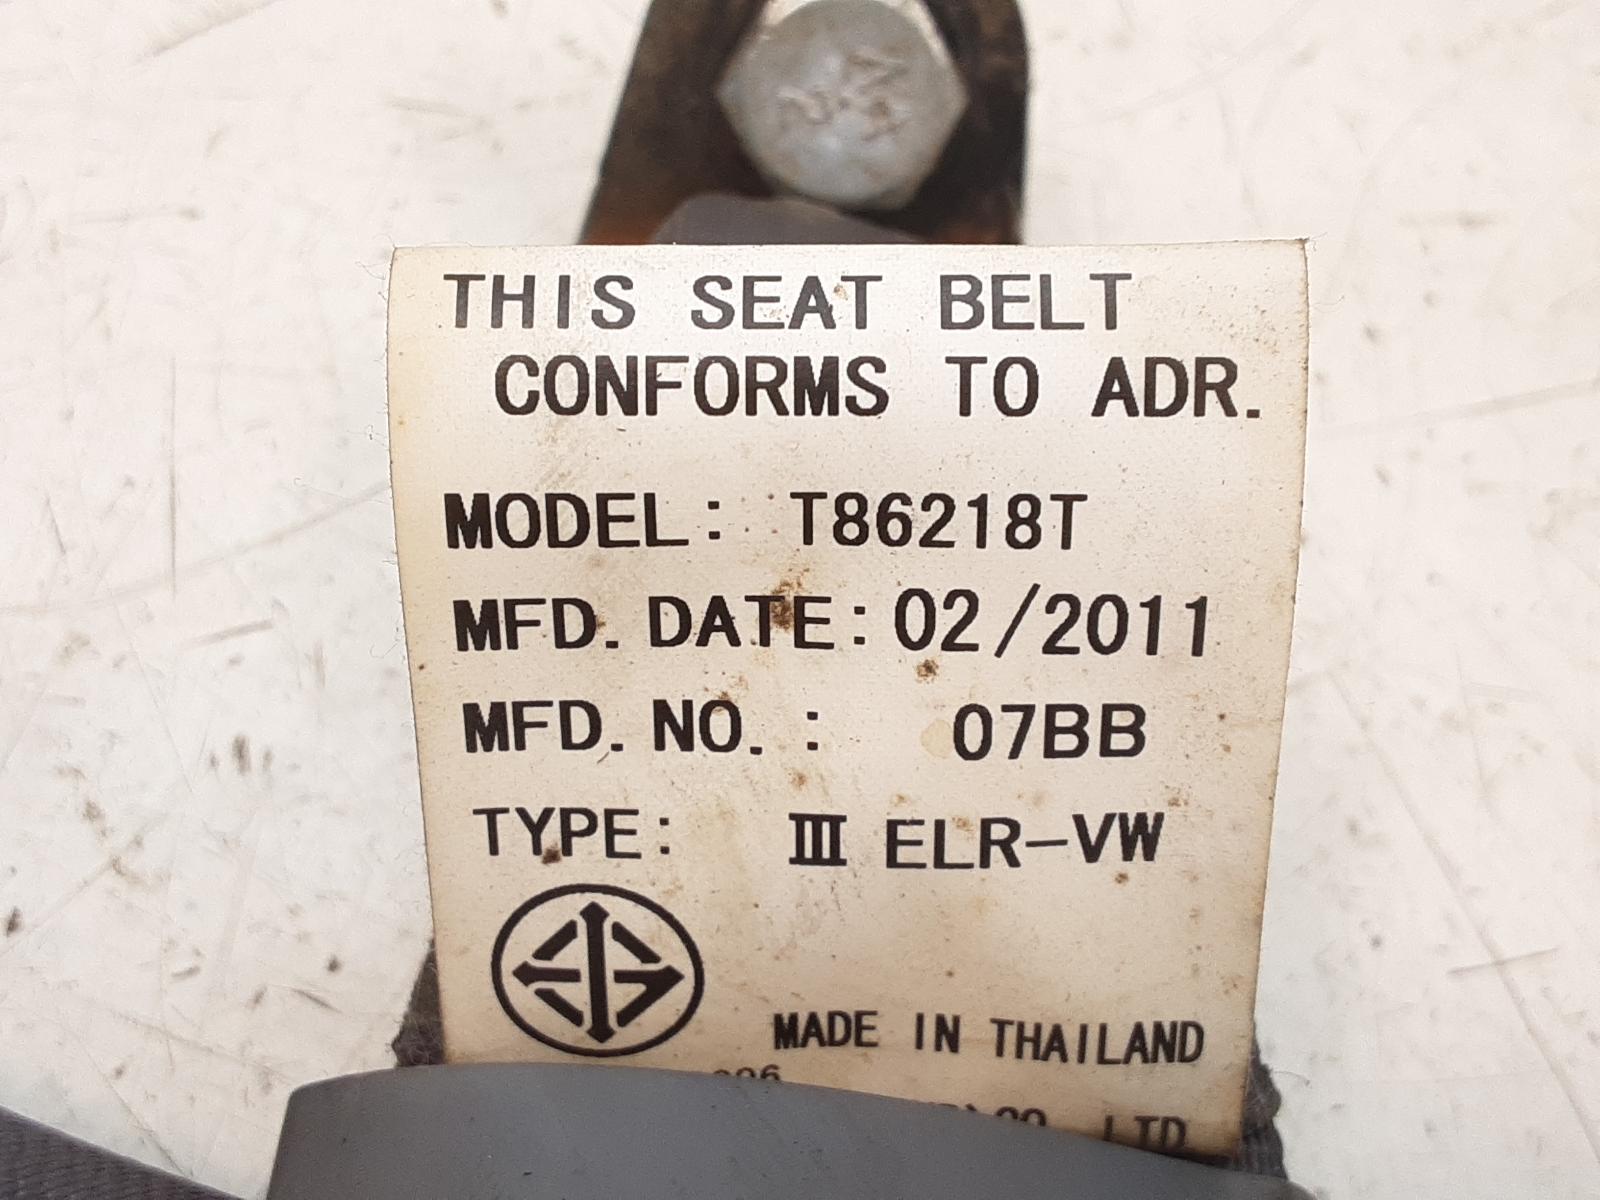 THIS SEAT BELT
CONFORMS TO ADR.
MODEL: T86218T
MFD. DATE: 02/2011
MFD. NO. : 07BB
TYPE: III ELR-VW
MADE IN THAILAND
LTD